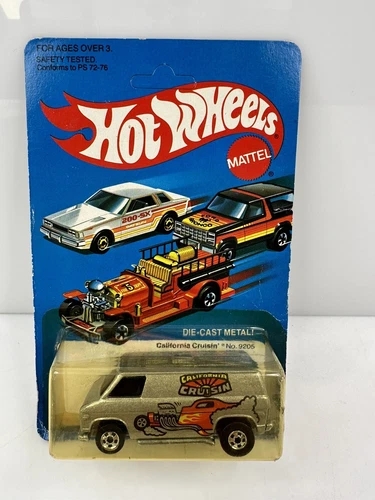 FOR AGES OVER 3.
SAFETY TESTED
Conforms to PS 72-76
HOT WHEELS
MATTEL
200-SX
5
DIE-CAST METAL!
California Cruisin' No. 9205
CALIFORNIA
CRUISIN